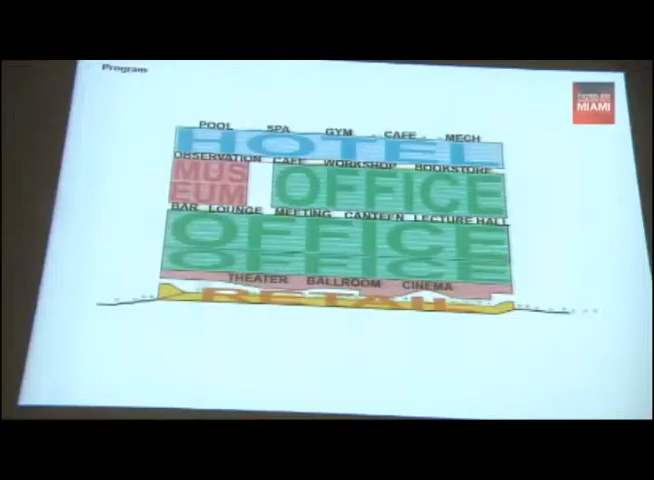 Program
MIAMI
POOL SPA GYM CAFE MECH
HOTEL
OBSERVATION CAFE WORKSHOP BOOKSTORE
MUS
EUM
OFFICE
BAR LOUNGE MEETING CANTEEN LECTURE HALL
OFFICE
OFFICE
THEATER BALLROOM CINEMA
RETAIL